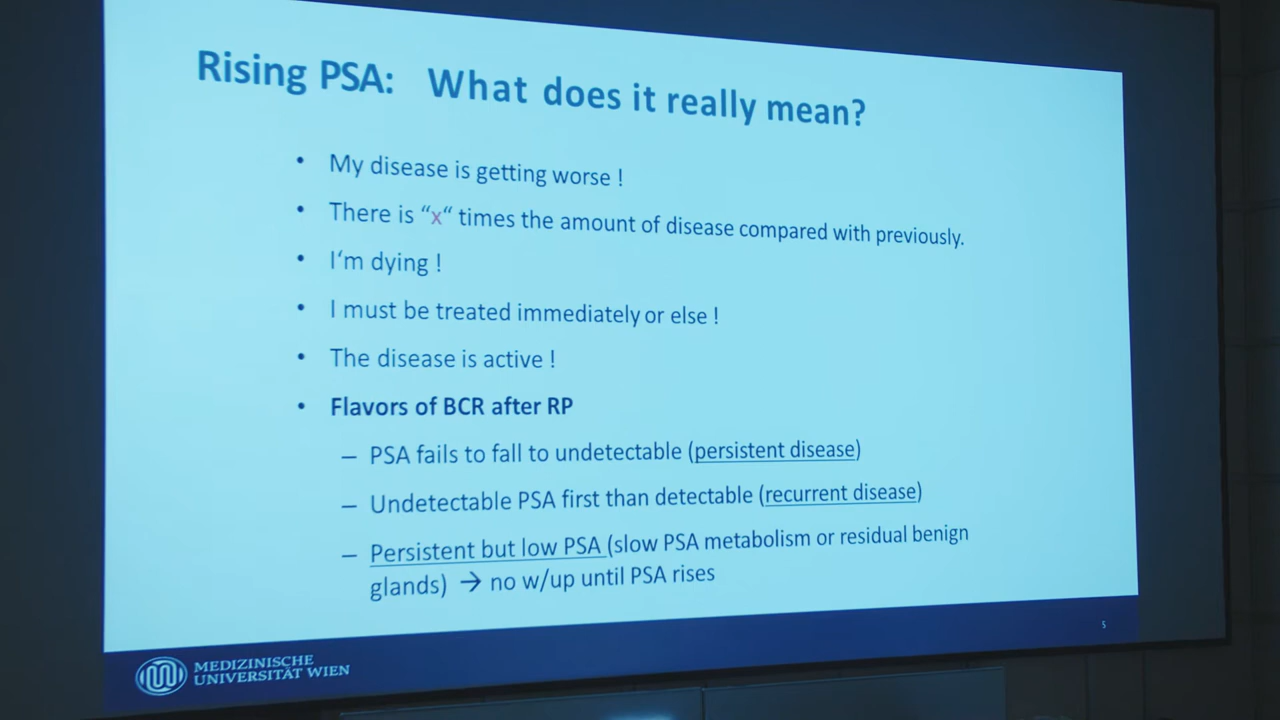 Rising PSA: What does it really mean?
• My disease is getting worse !
• There is “x“ times the amount of disease compared with previously.
• I‘m dying !
• I must be treated immediately or else !
• The disease is active !
• Flavors of BCR after RP
– PSA fails to fall to undetectable (persistent disease)
– Undetectable PSA first than detectable (recurrent disease)
– Persistent but low PSA (slow PSA metabolism or residual benign
glands) → no w/up until PSA rises
5
MEDIZINISCHE
UNIVERSITÄT WIEN